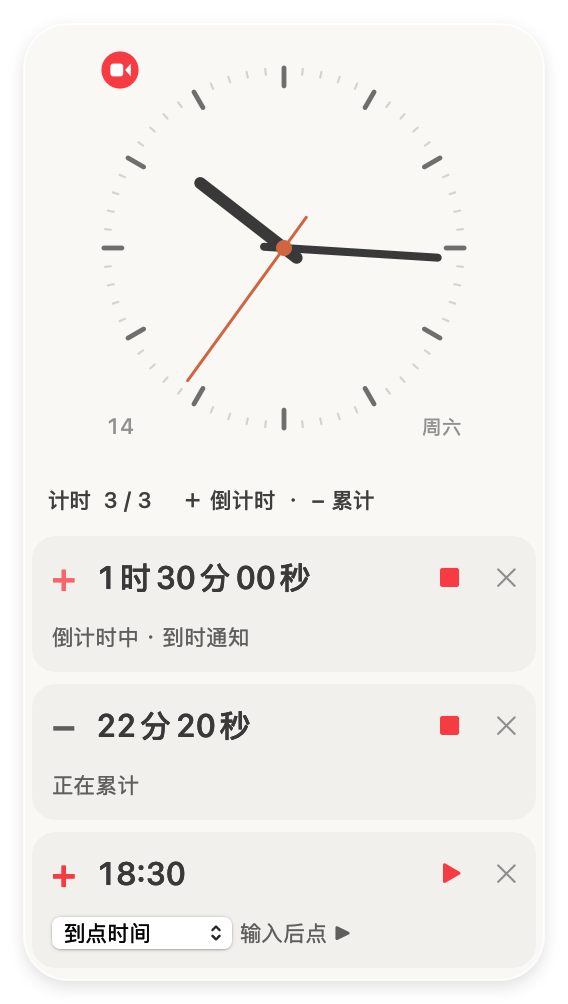 14
周六
计时 3 / 3 + 倒计时 · − 累计
+ 1时30分00秒
倒计时中 · 到时通知
− 22分20秒
正在累计
+ 18:30
到点时间 输入后点 ▶